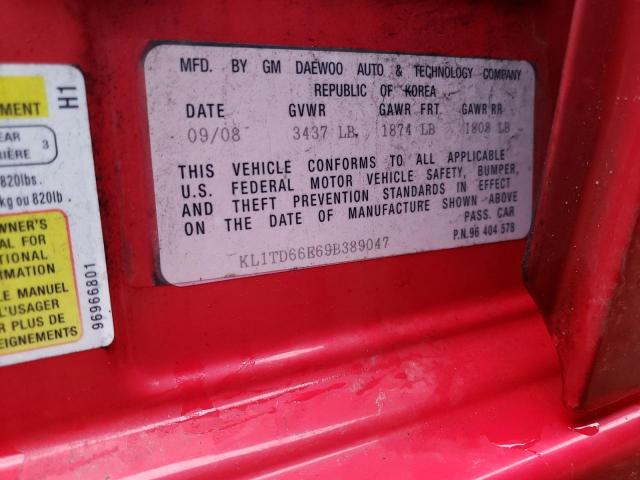 MFD. BY GM DAEWOO AUTO & TECHNOLOGY COMPANY
REPUBLIC OF KOREA
DATE GVWR GAWR FRT GAWR RR
09/08 3437 LB 1874 LB 1808 LB
THIS VEHICLE CONFORMS TO ALL APPLICABLE
U.S. FEDERAL MOTOR VEHICLE SAFETY, BUMPER,
AND THEFT PREVENTION STANDARDS IN EFFECT
ON THE DATE OF MANUFACTURE SHOWN ABOVE
PASS. CAR
P.N.96 404 578
KL1TD66E69B389047
EMENT
H1
EAR
RIÈRE 3
820lbs.
kg ou 820lb
OWNER'S
AL FOR
TIONAL
RMATION
LE MANUEL
L'USAGER
R PLUS DE
EIGNEMENTS
96966801